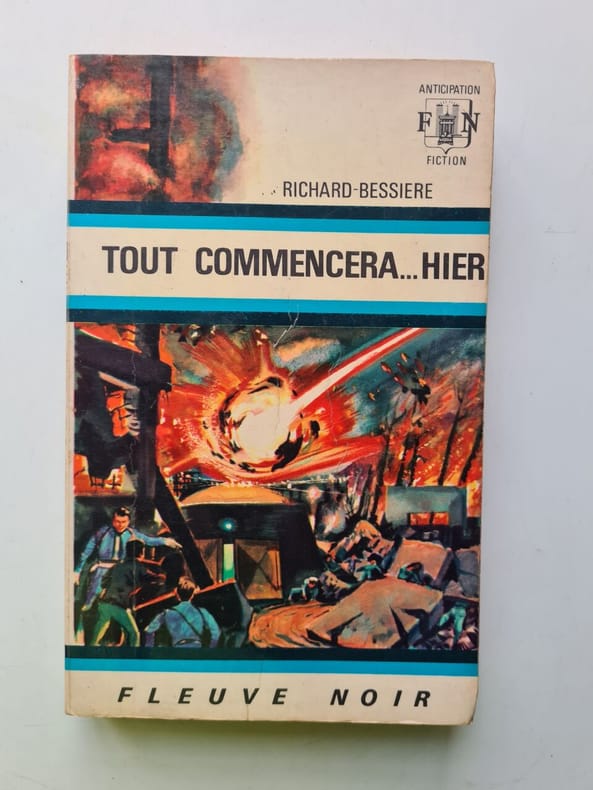 ANTICIPATION
F N
FICTION
RICHARD-BESSIERE
TOUT COMMENCERA...HIER
FLEUVE NOIR